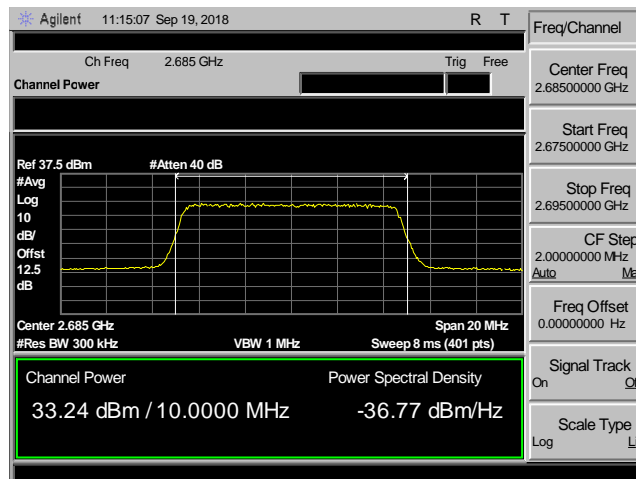 Agilent 11:15:07 Sep 19, 2018 R T
Freq/Channel
Ch Freq 2.685 GHz Trig Free
Channel Power
Center Freq
2.68500000 GHz
Start Freq
2.67500000 GHz
Stop Freq
2.69500000 GHz
CF Step
2.00000000 MHz
Auto Ma
Freq Offset
0.00000000 Hz
Signal Track
On Of
Scale Type
Log Li
Ref 37.5 dBm #Atten 40 dB
#Avg
Log
10
dB/
Offst
12.5
dB
Center 2.685 GHz Span 20 MHz
#Res BW 300 kHz VBW 1 MHz Sweep 8 ms (401 pts)
Channel Power Power Spectral Density
33.24 dBm / 10.0000 MHz -36.77 dBm/Hz